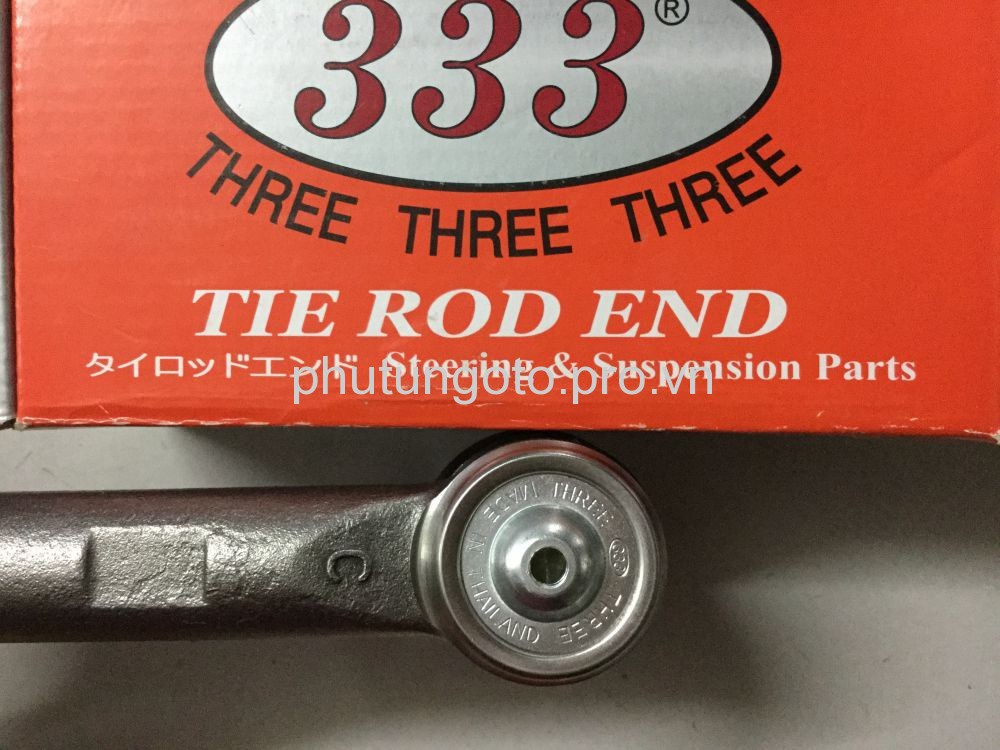 333®
THREE THREE THREE
TIE ROD END
タイロッドエンド Steering & Suspension Parts
phutungoto.pro.vn
C
THREE 333 THREE
MADE IN THAILAND